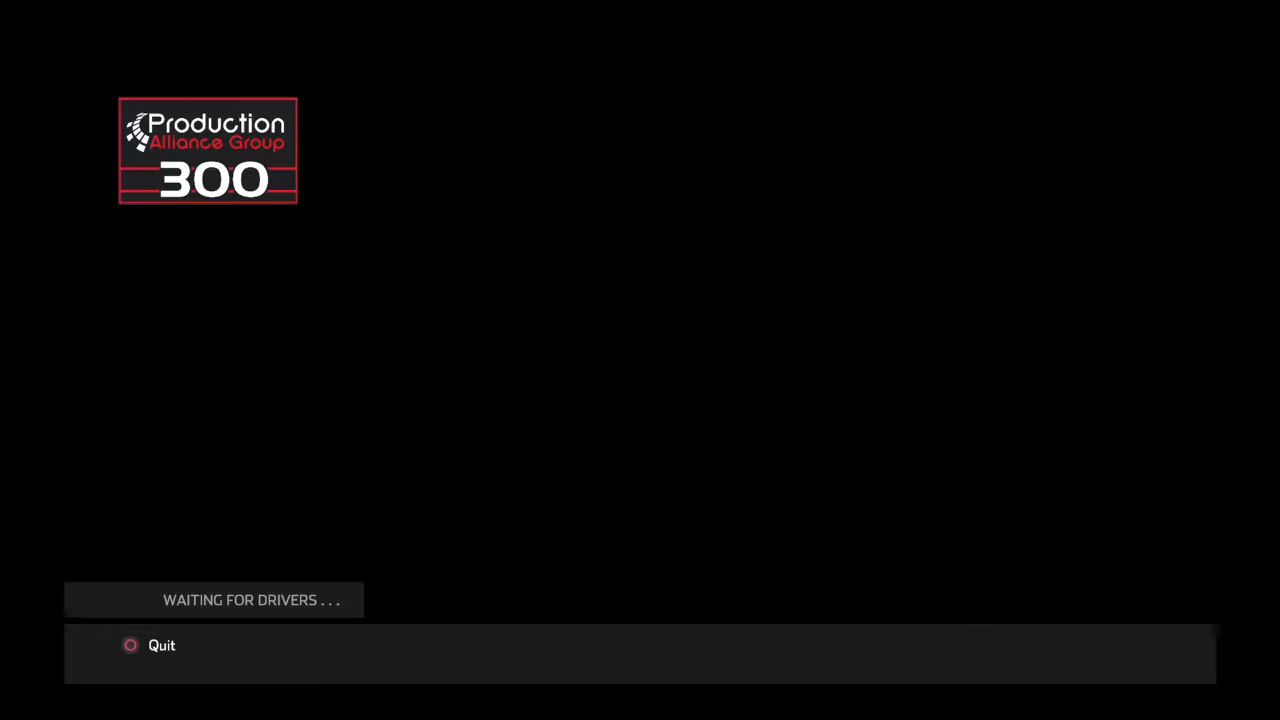 Production
Alliance Group
300
WAITING FOR DRIVERS . . .
Quit